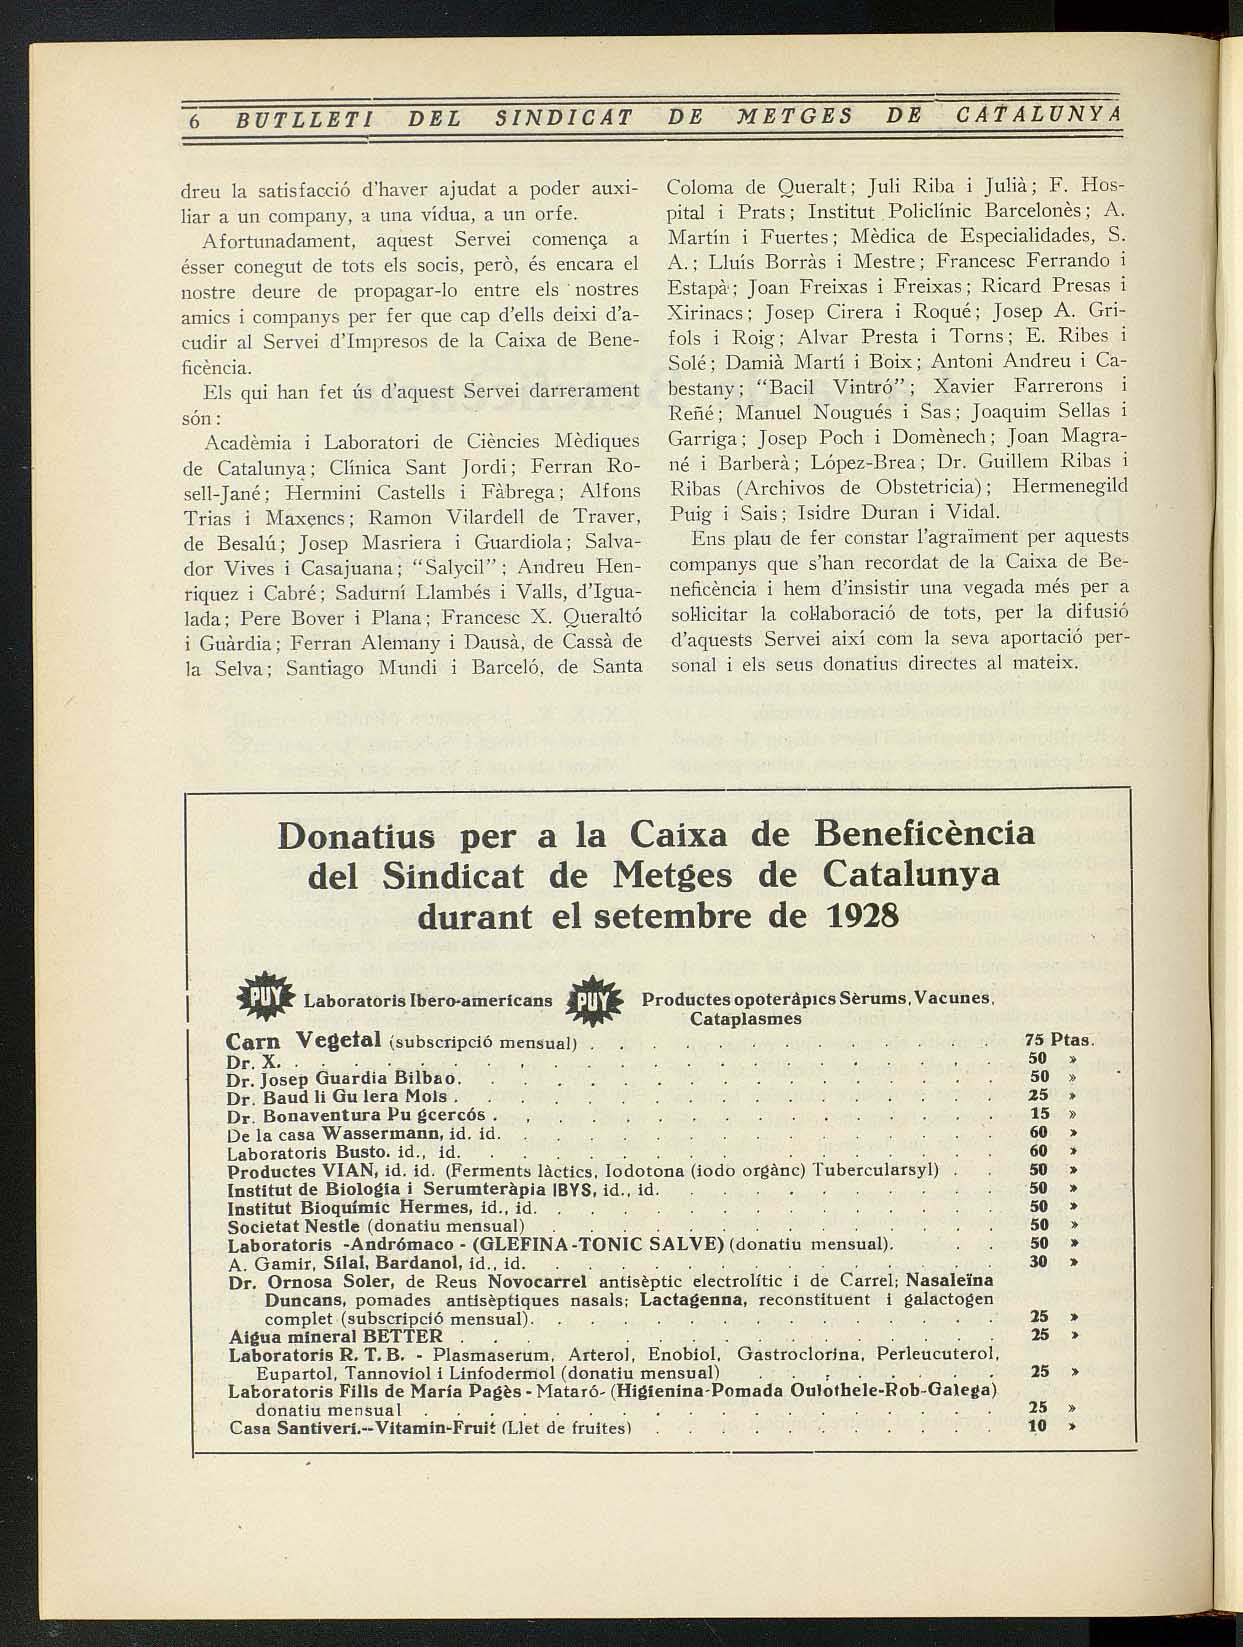 6 BUTLLETI DEL SINDICAT DE METGES DE CATALUNYA
dreu la satisfacció d'haver ajudat a poder auxi-
liar a un company, a una vídua, a un orfe.
Afortunadament, aquest Servei comença a
ésser conegut de tots els socis, però, és encara el
nostre deure de propagar-lo entre els nostres
amics i companys per fer que cap d'ells deixi d'a-
cudir al Servei d'Impresos de la Caixa de Bene-
ficència.
Els qui han fet ús d'aquest Servei darrerament
són:
Acadèmia i Laboratori de Ciències Mèdiques
de Catalunya; Clínica Sant Jordi; Ferran Ro-
sell-Jané; Hermini Castells i Fàbrega; Alfons
Trias i Maxencs; Ramon Vilardell de Traver,
de Besalú; Josep Masriera i Guardiola; Salva-
dor Vives i Casajuana; "Salycil"; Andreu Hen-
riquez i Cabré; Sadurní Llambés i Valls, d'Igua-
lada; Pere Bover i Plana; Francesc X. Queraltó
i Guàrdia; Ferran Alemany i Dausà, de Cassà de
la Selva; Santiago Mundi i Barceló, de Santa
Coloma de Queralt; Juli Riba i Julià; F. Hos-
pital i Prats; Institut Policlínic Barcelonès; A.
Martín i Fuertes; Mèdica de Especialidades, S.
A.; Lluís Borràs i Mestre; Francesc Ferrando i
Estapà; Joan Freixas i Freixas; Ricard Presas i
Xirinacs; Josep Cirera i Roqué; Josep A. Gri-
fols i Roig; Alvar Presta i Torns; E. Ribes i
Solé; Damià Martí i Boix; Antoni Andreu i Ca-
bestany; "Bacil Vintró"; Xavier Farrerons i
Reñé; Manuel Nougués i Sas; Joaquim Sellas i
Garriga; Josep Poch i Domènech; Joan Magra-
né i Barberà; López-Brea; Dr. Guillem Ribas i
Ribas (Archivos de Obstetricia); Hermenegild
Puig i Sais; Isidre Duran i Vidal.
Ens plau de fer constar l'agraïment per aquests
companys que s'han recordat de la Caixa de Be-
neficència i hem d'insistir una vegada més per a
sol·licitar la col·laboració de tots, per la difusió
d'aquests Servei així com la seva aportació per-
sonal i els seus donatius directes al mateix.
Donatius per a la Caixa de Beneficència
del Sindicat de Metges de Catalunya
durant el setembre de 1928
PUY Laboratoris Ibero-americans PUY Productes opoteràpics Sèrums, Vacunes,
Cataplasmes
Carn Vegetal (subscripció mensual) . . . . . . . . . . . . . 75 Ptas.
Dr. X. . . . . . . . . . . . . . . . . . . . . . 50 »
Dr. Josep Guardia Bilbao. . . . . . . . . . . . . . . . . 50 »
Dr. Baud li Gu lera Mols . . . . . . . . . . . . . . . . . 25 »
Dr. Bonaventura Pu gcercós . . . . . . . . . . . . . . . . 15 »
De la casa Wassermann, id. id. . . . . . . . . . . . . . . . 60 »
Laboratoris Busto. id., id. . . . . . . . . . . . . . . . . 60 »
Productes VIAN, id. id. (Ferments làctics, Iodotona (iodo orgànc) Tubercularsyl) . . 50 »
Institut de Biologia i Serumteràpia IBYS, id., id. . . . . . . . . . . 50 »
Institut Bioquímic Hermes, id., id. . . . . . . . . . . . . . . 50 »
Societat Nestle (donatiu mensual) . . . . . . . . . . . . . . 50 »
Laboratoris -Andrómaco - (GLEFINA-TONIC SALVE) (donatiu mensual). . . 50 »
A. Gamir, Sílal, Bardanol, id., id. . . . . . . . . . . . . . . . 30 »
Dr. Ornosa Soler, de Reus Novocarrel antisèptic electrolític i de Carrel; Nasaleïna
Duncans, pomades antisèptiques nasals; Lactagenna, reconstituent i galactogen
complet (subscripció mensual). . . . . . . . . . . . . . . 25 »
Aigua mineral BETTER . . . . . . . . . . . . . . . . . 25 »
Laboratoris R. T. B. - Plasmaserum, Arterol, Enobiol, Gastroclorina, Perleucuterol,
Eupartol, Tannoviol i Linfodermol (donatiu mensual) . . . . . . . . 25 »
Laboratoris Fills de Maria Pagès - Mataró- (Higienina-Pomada Oulothele-Rob-Galega)
donatiu mensual . . . . . . . . . . . . . . . . . . 25 »
Casa Santiveri.--Vitamin-Fruit (Llet de fruites) . . . . . . . . . . . 10 »